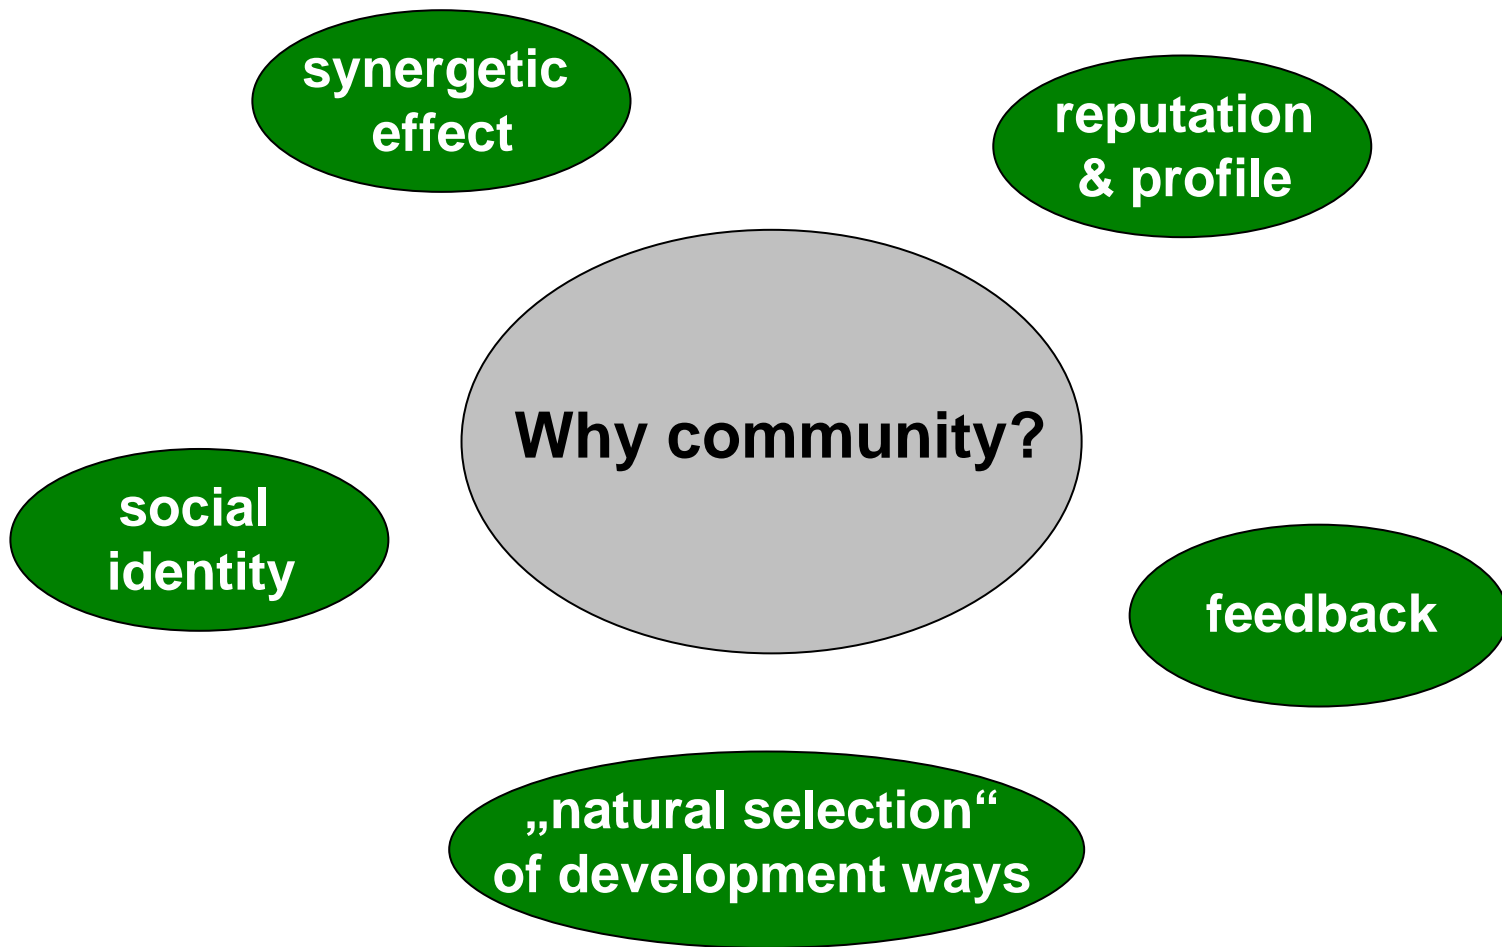 synergetic
effect
reputation
& profile
Why community?
social
identity
feedback
„natural selection“
of development ways